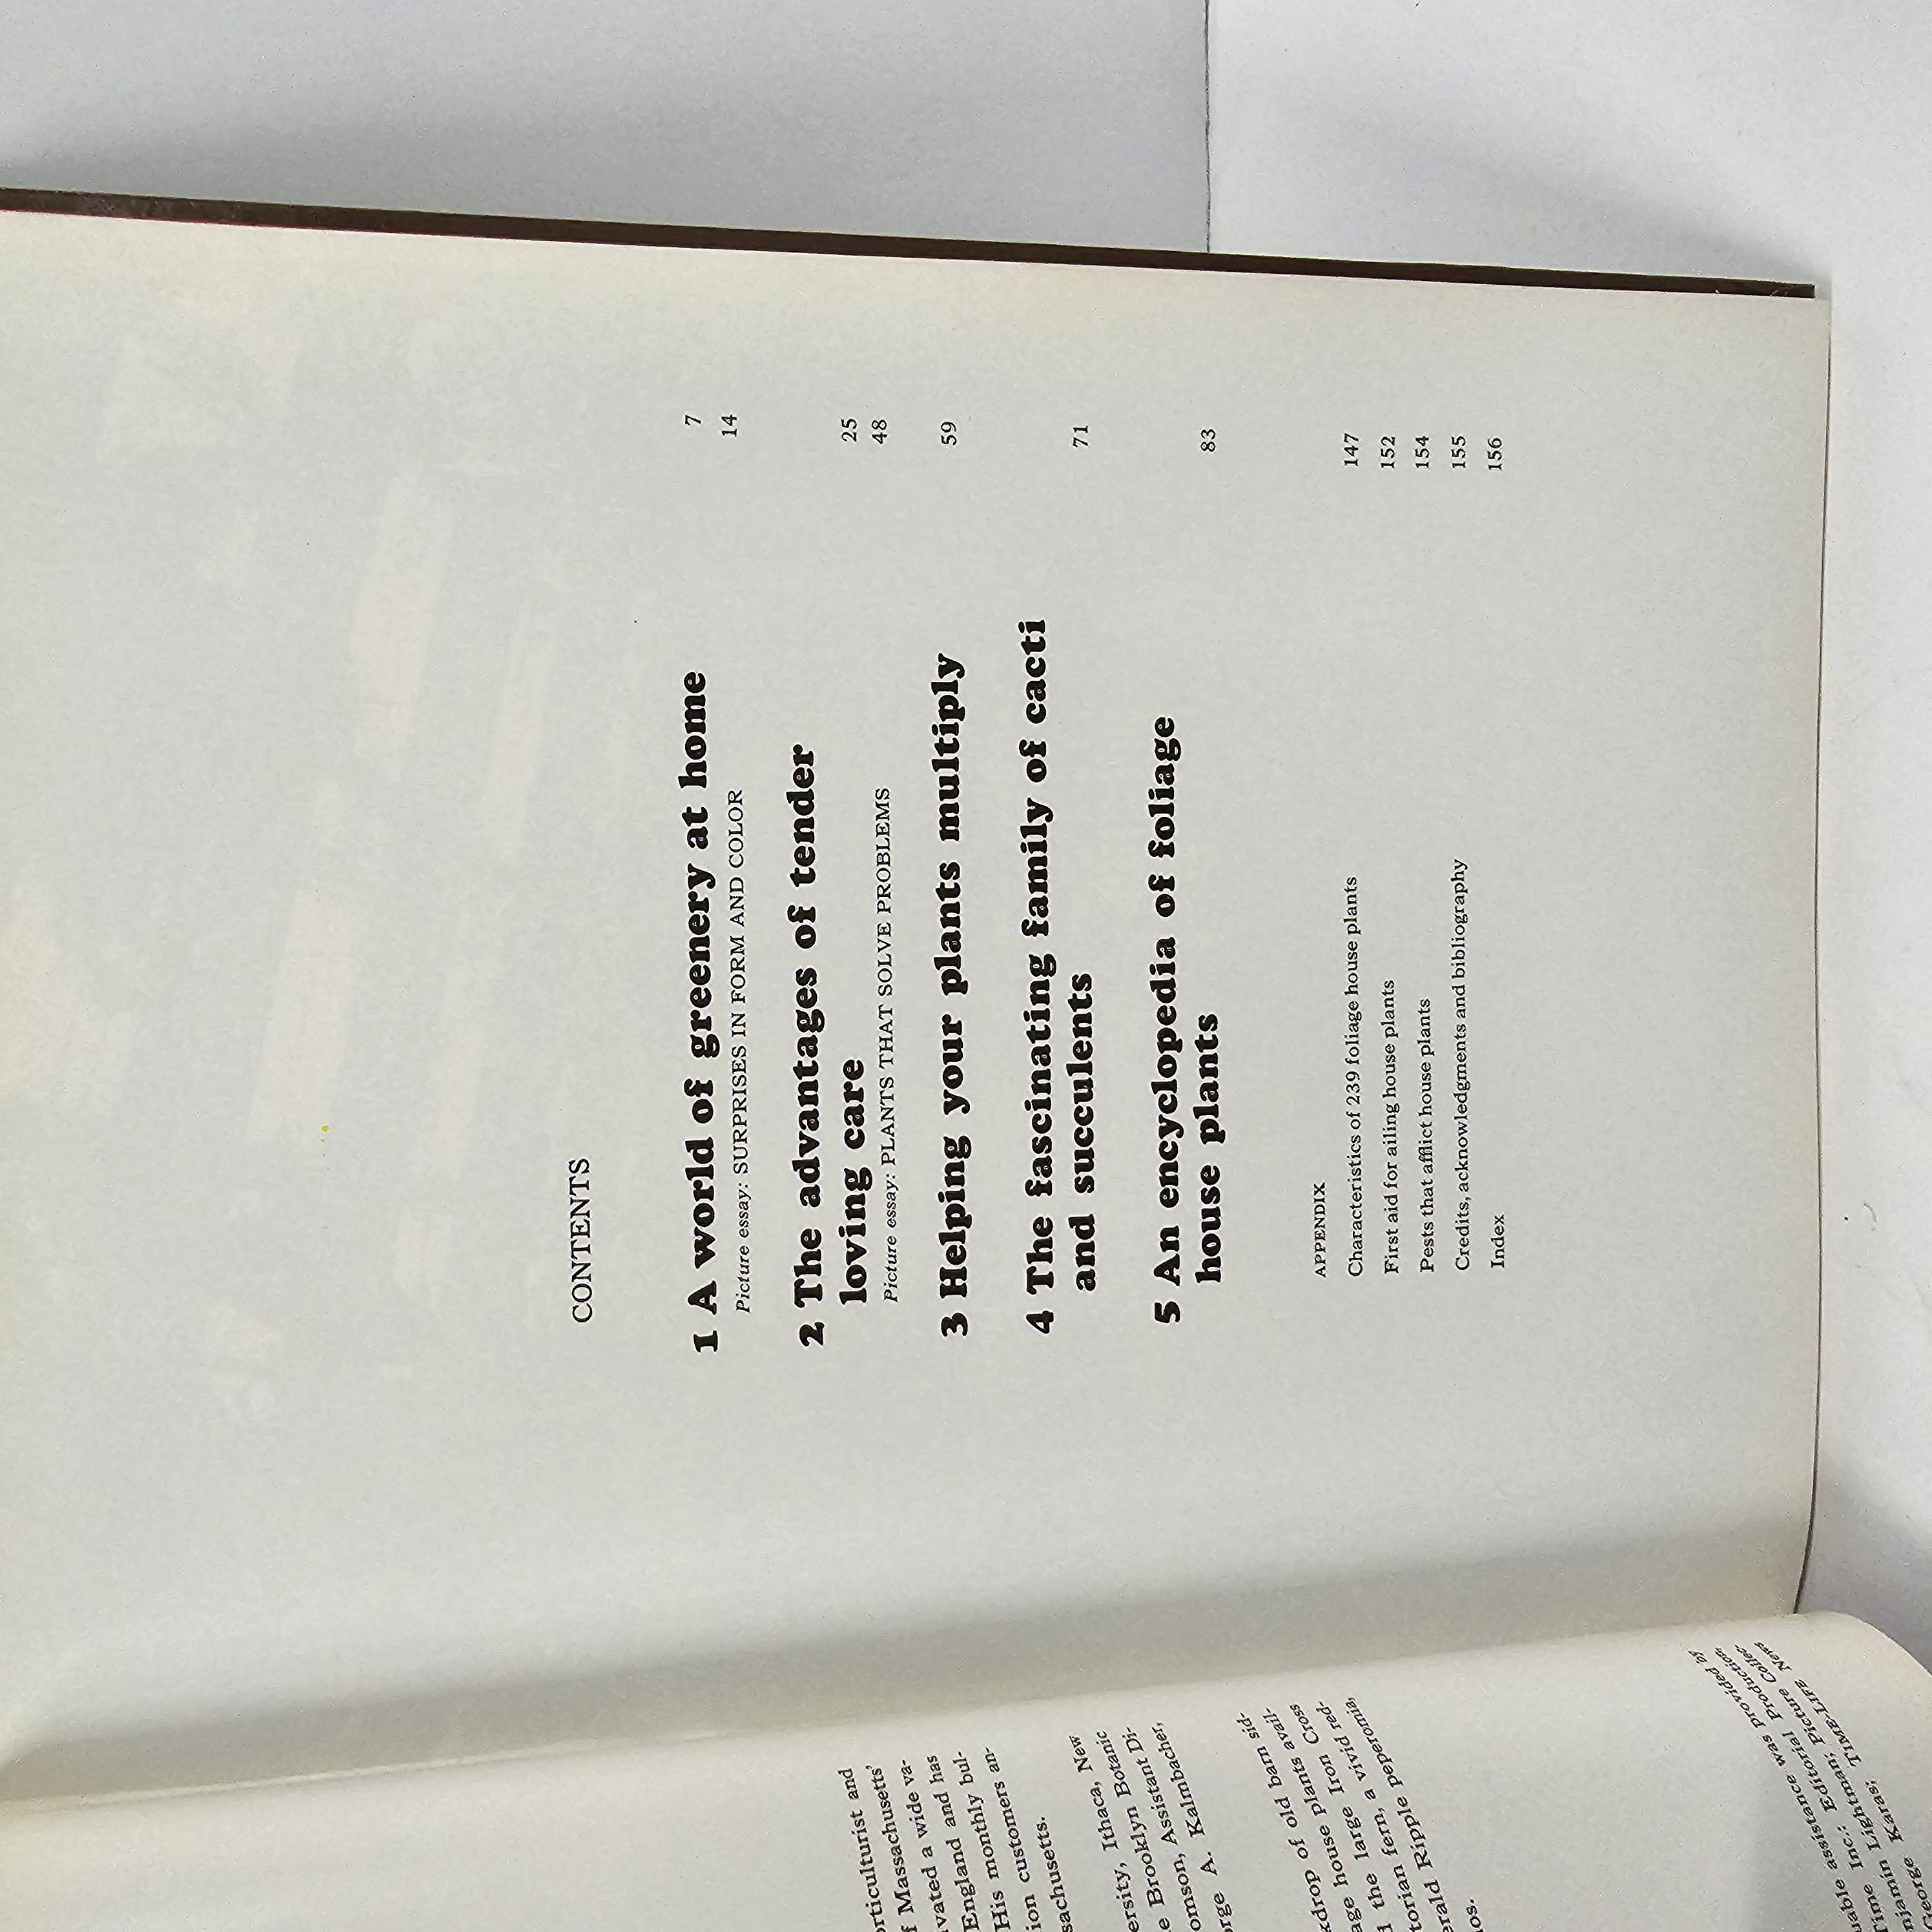 orticulturist and
f Massachusetts'
ivated a wide va-
England and has
His monthly bul-
ion customers an-
sachusetts.
ersity, Ithaca, New
e Brooklyn Botanic
omson, Assistant Di-
orge A. Kalmbacher,
kdrop of old barn sid-
age house plants avail-
d the large Iron Cross
torian fern, a vivid red-
erald Ripple peperomia,
os.
uable assistance was provided by
Time Inc.: Editorial Production,
njamin Lightman; Picture Collec-
George Karas; TIME-LIFE News
CONTENTS
1 A world of greenery at home 7
Picture essay: SURPRISES IN FORM AND COLOR 14
2 The advantages of tender
loving care 25
Picture essay: PLANTS THAT SOLVE PROBLEMS 48
3 Helping your plants multiply 59
4 The fascinating family of cacti
and succulents 71
5 An encyclopedia of foliage
house plants 83
APPENDIX
Characteristics of 239 foliage house plants 147
First aid for ailing house plants 152
Pests that afflict house plants 154
Credits, acknowledgments and bibliography 155
Index 156